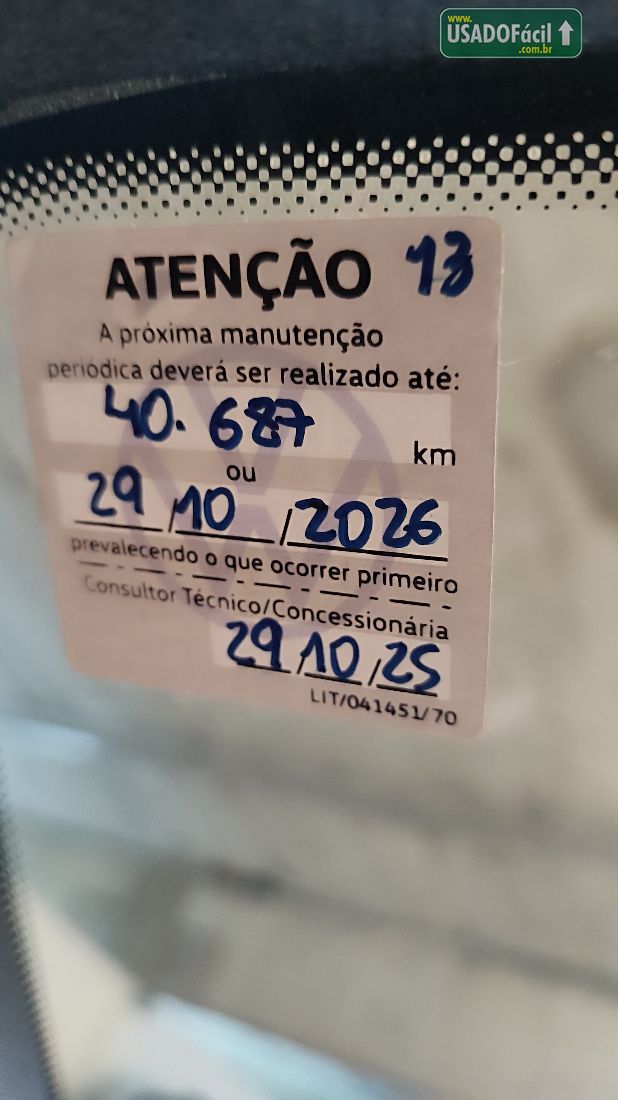 www.
USADOFácil
.com.br
ATENÇÃO 13
A próxima manutenção
periódica deverá ser realizado até:
40.687 km
ou
29/10/2026
prevalecendo o que ocorrer primeiro
Consultor Técnico/Concessionária
29/10/25
LIT/041451/70